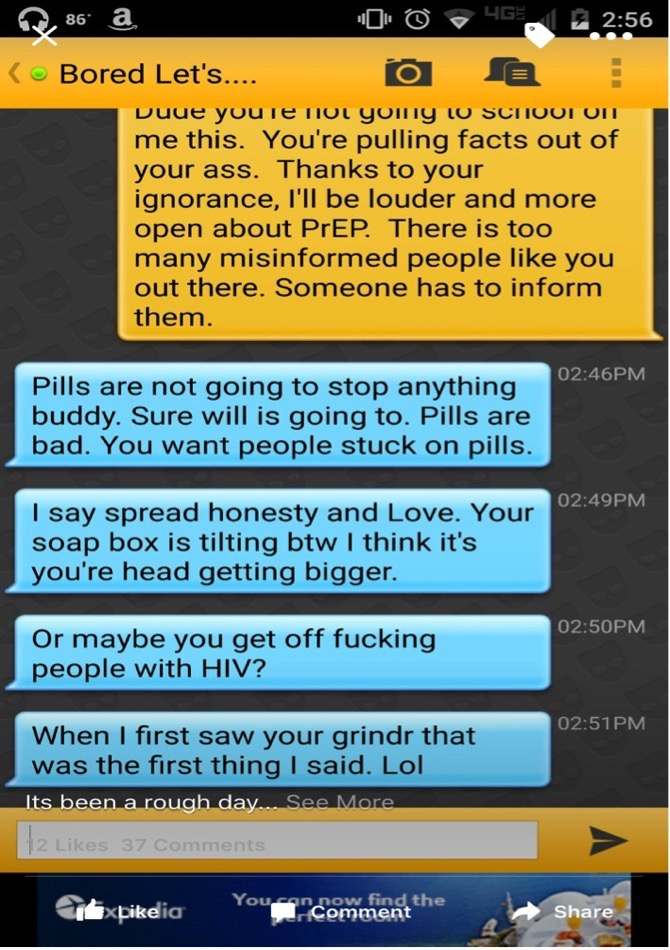 86°
a
4G
2:56
Bored Let's....
Dude you're not going to school on
me this.  You're pulling facts out of
your ass.  Thanks to your
ignorance, I'll be louder and more
open about PrEP.  There is too
many misinformed people like you
out there. Someone has to inform
them.
02:46PM
Pills are not going to stop anything
buddy. Sure will is going to. Pills are
bad. You want people stuck on pills.
02:49PM
I say spread honesty and Love. Your
soap box is tilting btw I think it's
you're head getting bigger.
02:50PM
Or maybe you get off fucking
people with HIV?
02:51PM
When I first saw your grindr that
was the first thing I said. Lol
Its been a rough day... See More
12 Likes  37 Comments
Expedia
You can now find the
perfect room
Like
Comment
Share